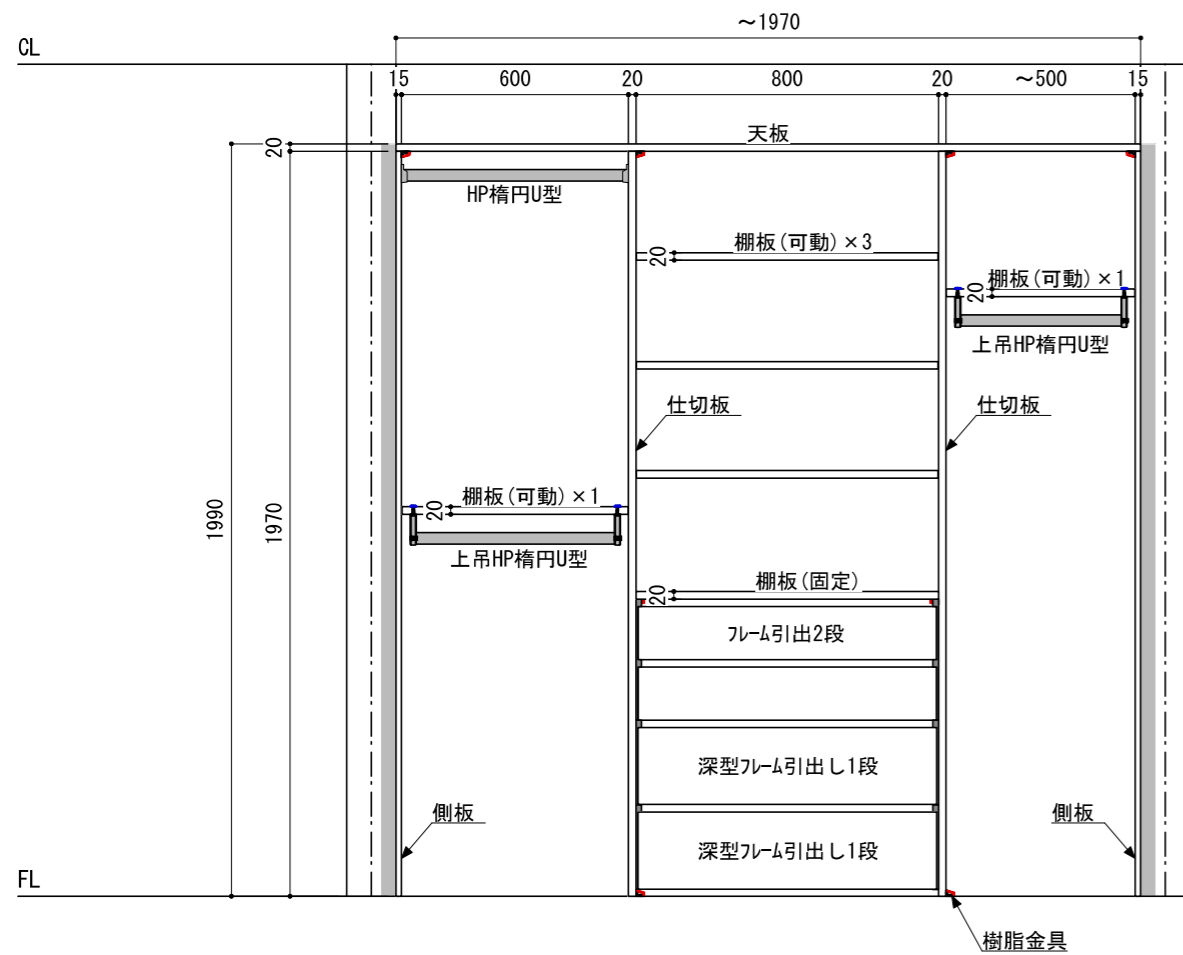 ～1970
CL
15
600
20
800
20
～500
15
20
天板
HP楕円U型
棚板(可動)×3
20
棚板(可動)×1
20
上吊HP楕円U型
仕切板
仕切板
1990
1970
棚板(可動)×1
20
上吊HP楕円U型
棚板(固定)
20
ﾌﾚｰﾑ引出2段
深型ﾌﾚｰﾑ引出し1段
側板
側板
深型ﾌﾚｰﾑ引出し1段
FL
樹脂金具